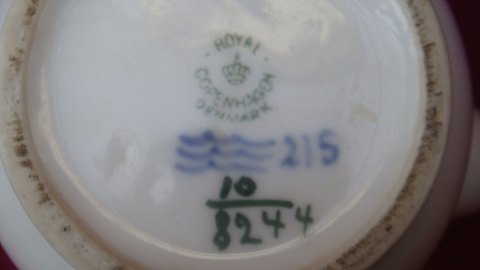 ROYAL
COPENHAGEN
DENMARK
215
10
8244